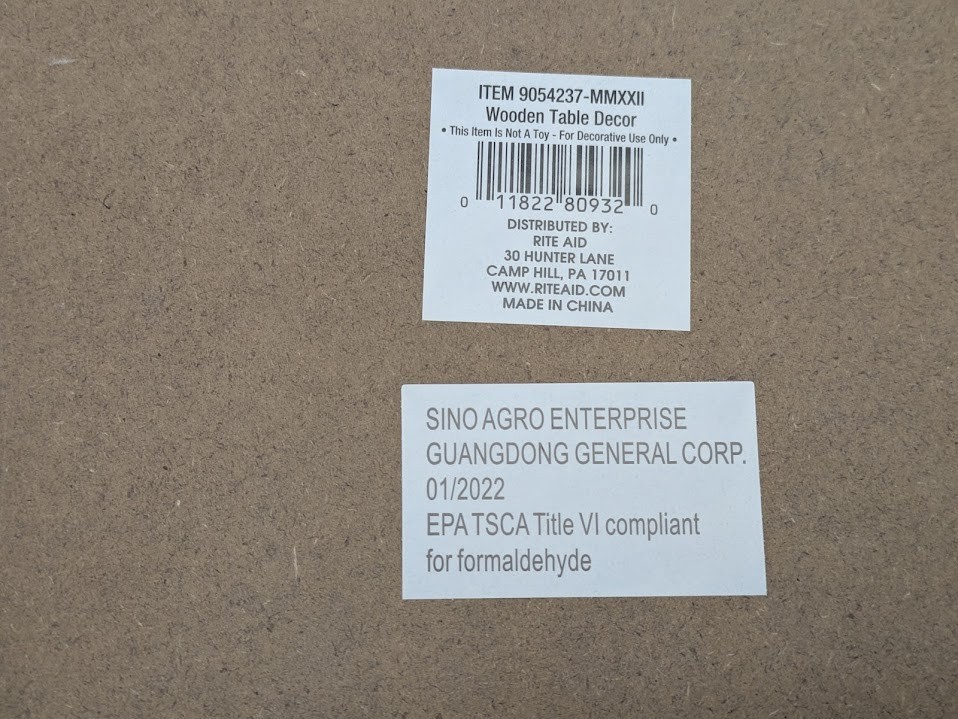 ITEM 9054237-MMXXII
Wooden Table Decor
• This Item Is Not A Toy - For Decorative Use Only •
0 11822 80932 0
DISTRIBUTED BY:
RITE AID
30 HUNTER LANE
CAMP HILL, PA 17011
WWW.RITEAID.COM
MADE IN CHINA
SINO AGRO ENTERPRISE
GUANGDONG GENERAL CORP.
01/2022
EPA TSCA Title VI compliant
for formaldehyde